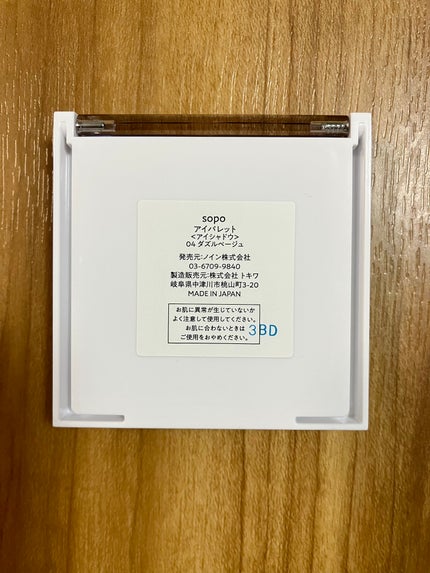 sopo
アイパレット
<アイシャドウ>
04 ダズルベージュ
発売元:ノイン株式会社
03-6709-9840
製造販売元:株式会社 トキワ
岐阜県中津川市桃山町3-20
MADE IN JAPAN
お肌に異常が生じていないか
よく注意して使用してください。
お肌に合わないときは
ご使用をおやめください。
3BD